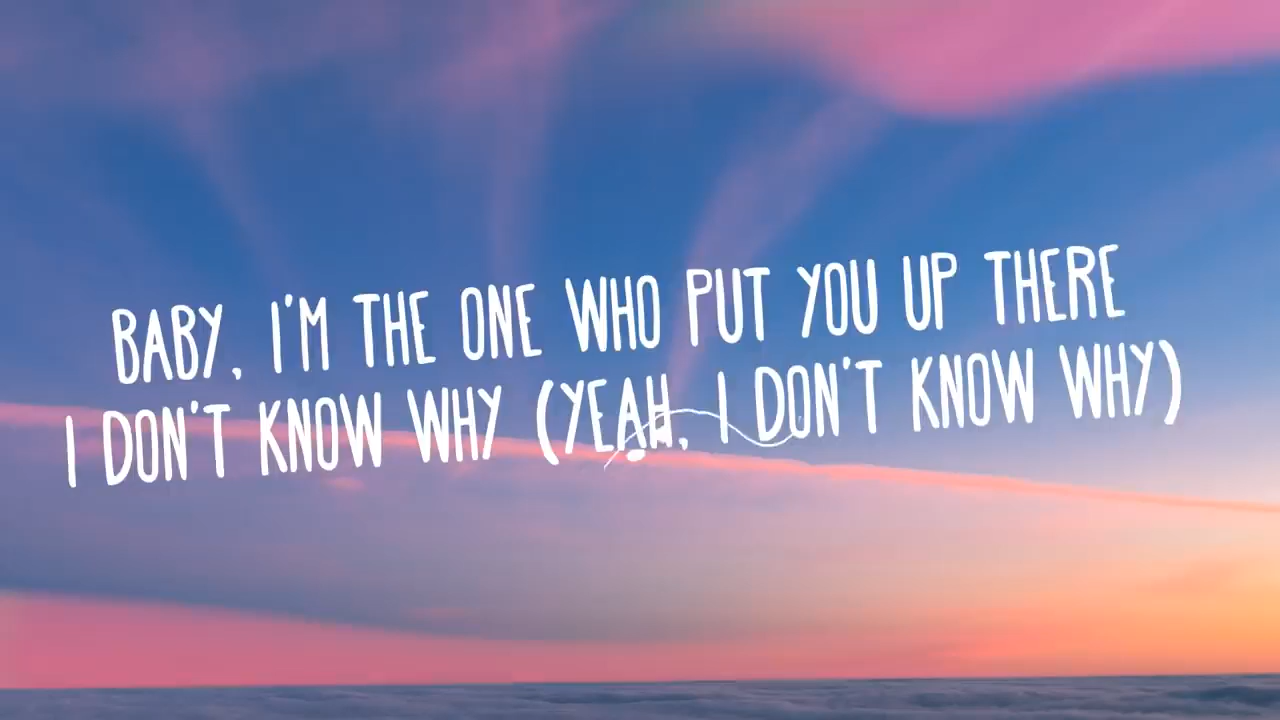 BABY, I'M THE ONE WHO PUT YOU UP THERE
I DON'T KNOW WHY (YEAH, I DON'T KNOW WHY)